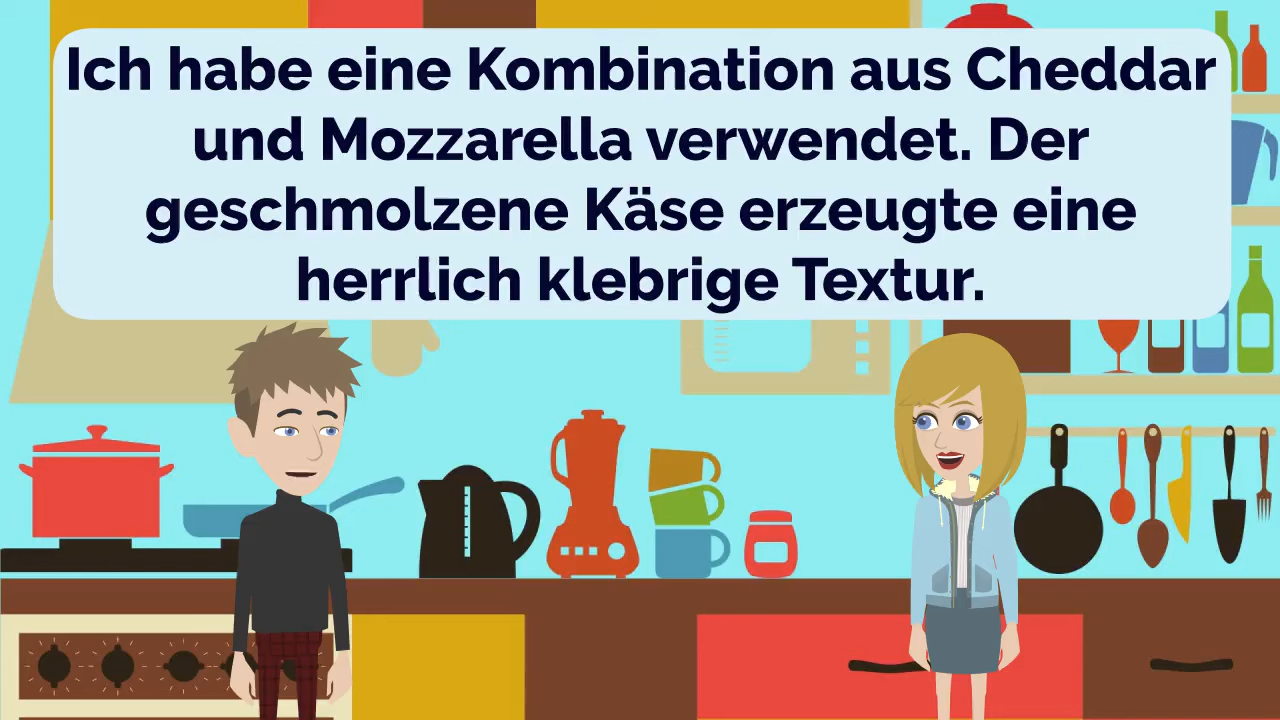 Ich habe eine Kombination aus Cheddar
und Mozzarella verwendet. Der
geschmolzene Käse erzeugte eine
herrlich klebrige Textur.